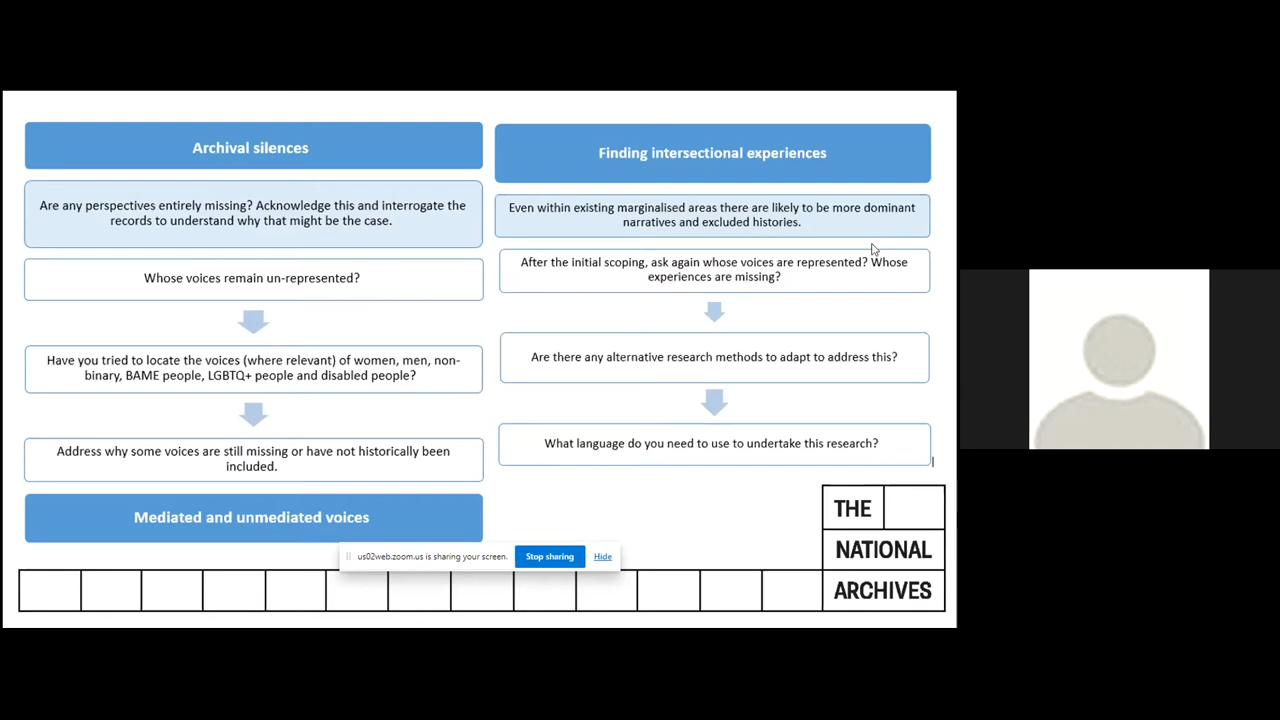 Archival silences
Are any perspectives entirely missing? Acknowledge this and interrogate the
records to understand why that might be the case.
Whose voices remain un-represented?
Have you tried to locate the voices (where relevant) of women, men, non-
binary, BAME people, LGBTQ+ people and disabled people?
Address why some voices are still missing or have not historically been
included.
Mediated and unmediated voices
Finding intersectional experiences
Even within existing marginalised areas there are likely to be more dominant
narratives and excluded histories.
After the initial scoping, ask again whose voices are represented? Whose
experiences are missing?
Are there any alternative research methods to adapt to address this?
What language do you need to use to undertake this research?
us02web.zoom.us is sharing your screen.
Stop sharing
Hide
THE
NATIONAL
ARCHIVES